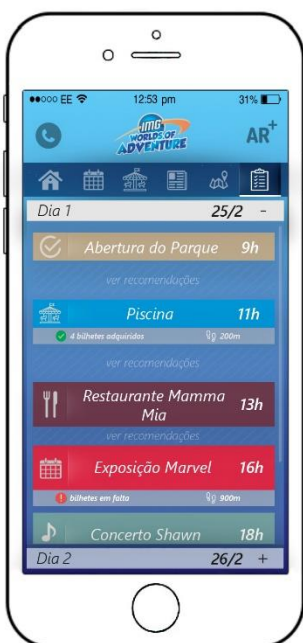 EE 12:53 pm 31%
IMG
WORLDS OF
ADVENTURE
AR+
Dia 1 25/2 -
Abertura do Parque 9h
ver recomendações
Piscina 11h
4 bilhetes adquiridos 200m
ver recomendações
Restaurante Mamma
Mia
13h
ver recomendações
Exposição Marvel 16h
bilhetes em falta 900m
Concerto Shawn 18h
Dia 2 26/2 +